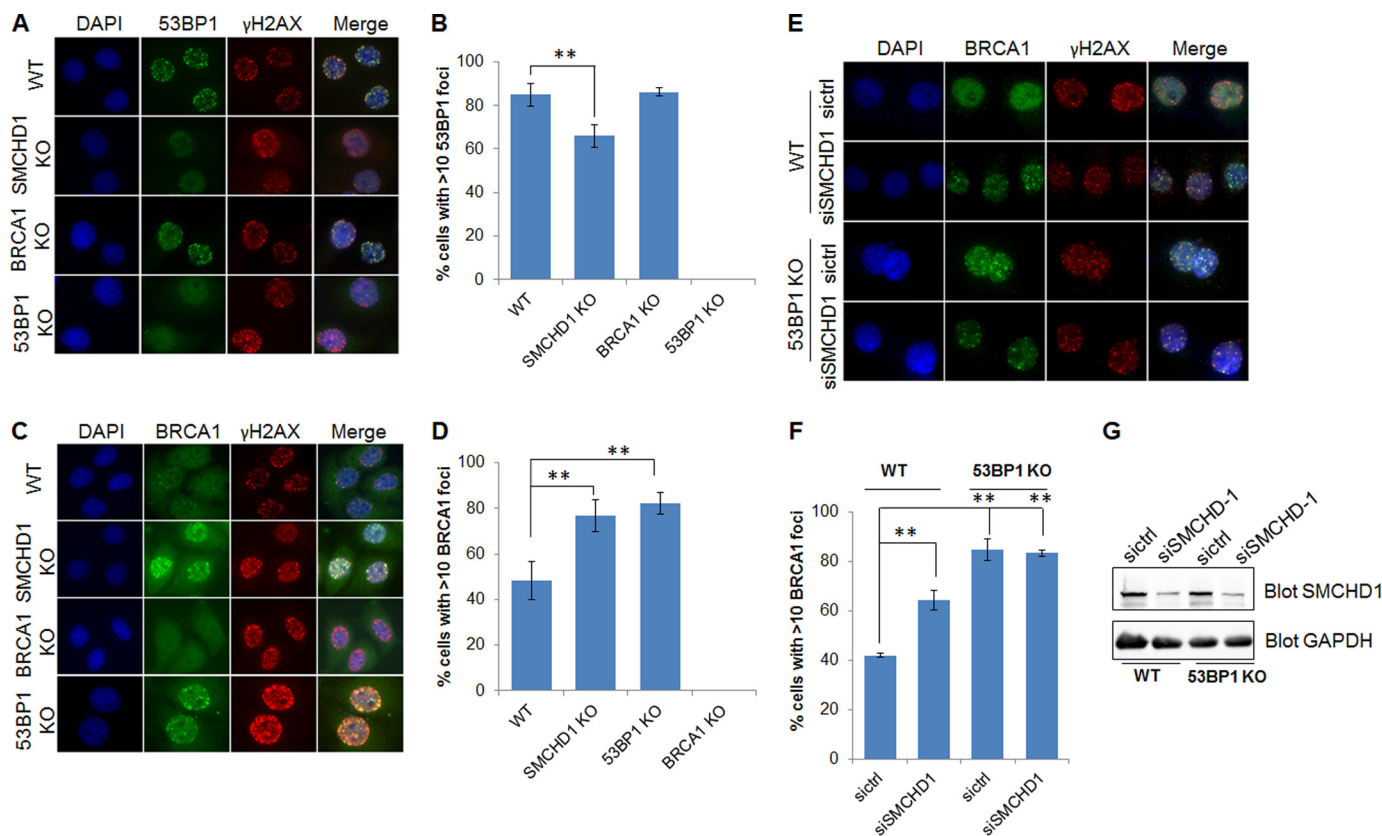 A
DAPI 53BP1 γH2AX Merge
WT
SMCHD1 KO
BRCA1 KO
53BP1 KO
B
**
% cells with >10 53BP1 foci
100
80
60
40
20
0
WT
SMCHD1 KO
BRCA1 KO
53BP1 KO
C
DAPI BRCA1 γH2AX Merge
WT
SMCHD1 KO
BRCA1 KO
53BP1 KO
D
**
**
% cells with >10 BRCA1 foci
100
80
60
40
20
0
WT
SMCHD1 KO
53BP1 KO
BRCA1 KO
E
DAPI BRCA1 γH2AX Merge
WT
sictrl
siSMCHD1
53BP1 KO
sictrl
siSMCHD1
F
WT 53BP1 KO
** **
**
% cells with >10 BRCA1 foci
100
80
60
40
20
0
sictrl
siSMCHD1
sictrl
siSMCHD1
G
sictrl
siSMCHD-1
sictrl
siSMCHD-1
Blot SMCHD1
Blot GAPDH
WT 53BP1 KO